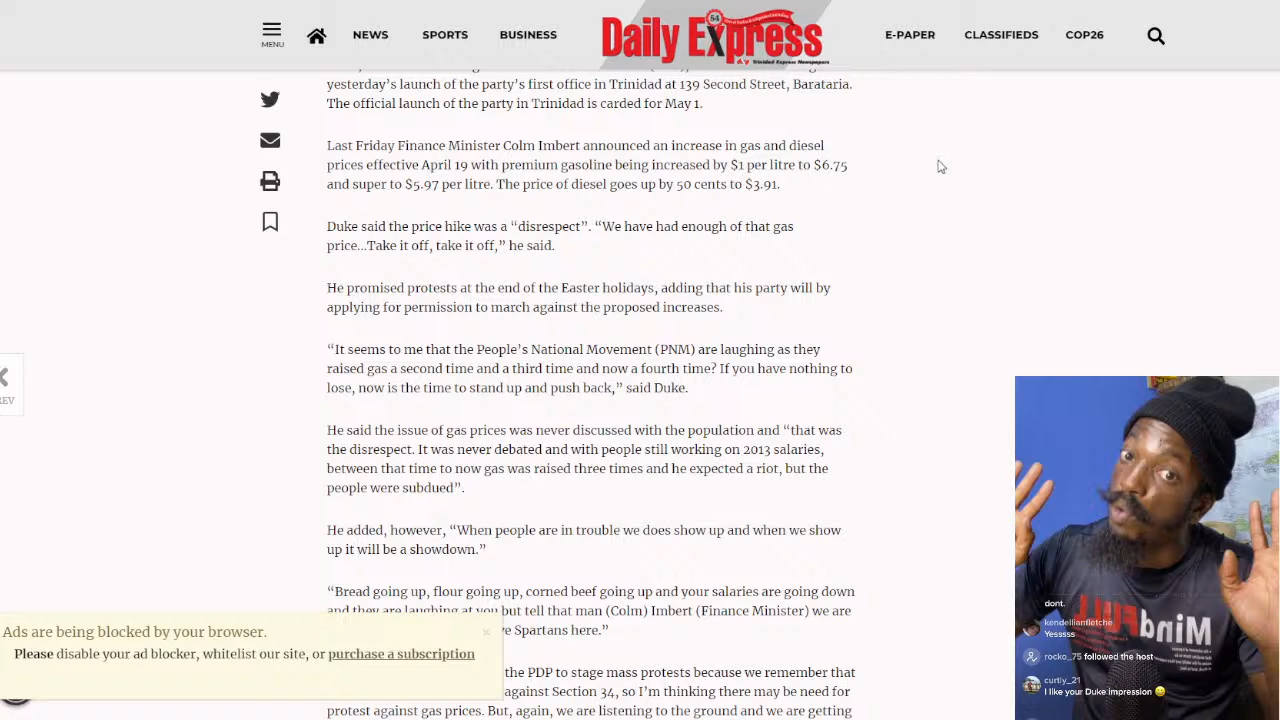 MENU
NEWS
SPORTS
BUSINESS
54
Daily Express
Trinidad Express Newspapers
E-PAPER
CLASSIFIEDS
COP26
yesterday’s launch of the party’s first office in Trinidad at 139 Second Street, Barataria.
The official launch of the party in Trinidad is carded for May 1.
Last Friday Finance Minister Colm Imbert announced an increase in gas and diesel
prices effective April 19 with premium gasoline being increased by $1 per litre to $6.75
and super to $5.97 per litre. The price of diesel goes up by 50 cents to $3.91.
Duke said the price hike was a “disrespect”. “We have had enough of that gas
price...Take it off, take it off,” he said.
He promised protests at the end of the Easter holidays, adding that his party will by
applying for permission to march against the proposed increases.
“It seems to me that the People’s National Movement (PNM) are laughing as they
raised gas a second time and a third time and now a fourth time? If you have nothing to
lose, now is the time to stand up and push back,” said Duke.
REV
He said the issue of gas prices was never discussed with the population and “that was
the disrespect. It was never debated and with people still working on 2013 salaries,
between that time to now gas was raised three times and he expected a riot, but the
people were subdued”.
He added, however, “When people are in trouble we does show up and when we show
up it will be a showdown.”
“Bread going up, flour going up, corned beef going up and your salaries are going down
and they are laughing at you but tell that man (Colm) Imbert (Finance Minister) we are
ve Spartans here.”
the PDP to stage mass protests because we remember that
against Section 34, so I’m thinking there may be need for
protest against gas prices. But, again, we are listening to the ground and we are getting
Ads are being blocked by your browser.
Please disable your ad blocker, whitelist our site, or purchase a subscription
MindFULL
dont.
kendellianfletche
Yesssss
rocko_75 followed the host
curtly_21
I like your Duke impression 😄